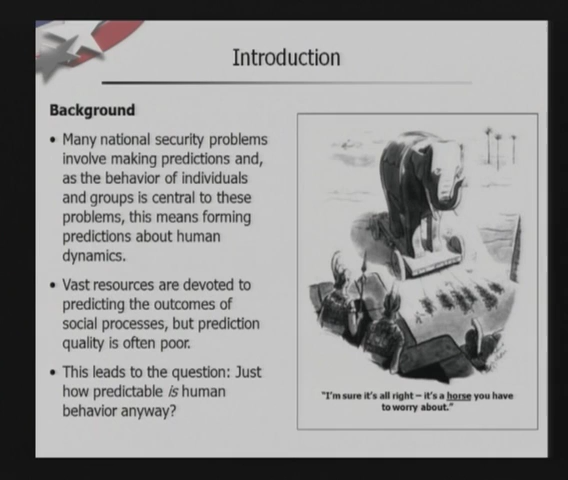 Introduction
Background
• Many national security problems
involve making predictions and,
as the behavior of individuals
and groups is central to these
problems, this means forming
predictions about human
dynamics.
• Vast resources are devoted to
predicting the outcomes of
social processes, but prediction
quality is often poor.
• This leads to the question: Just
how predictable is human
behavior anyway?
"I'm sure it's all right – it's a horse you have
to worry about."